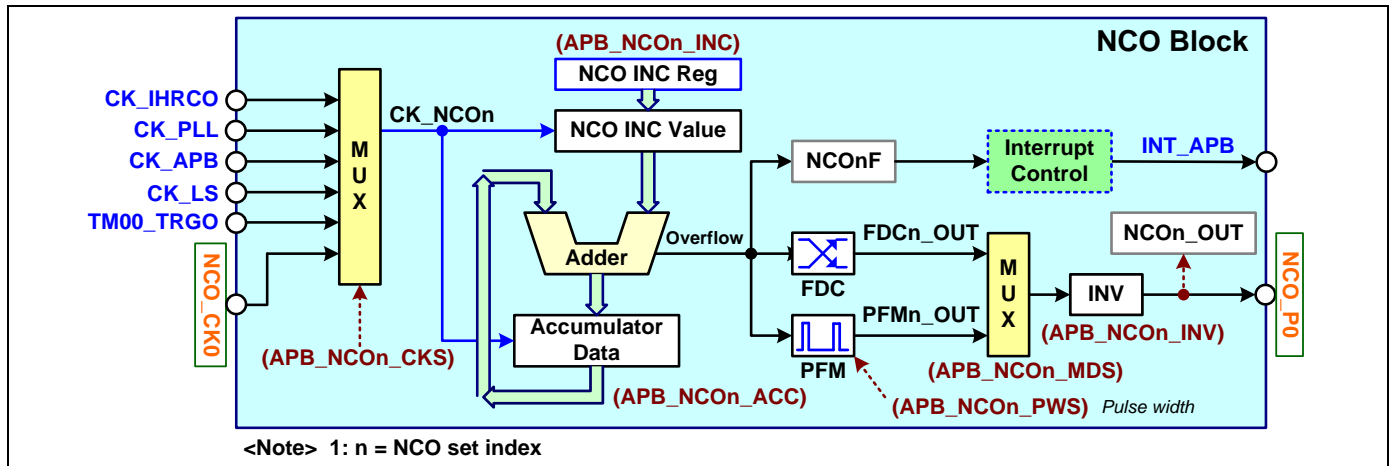 NCO Block
(APB_NCOn_INC)
NCO INC Reg
CK_IHRCO
CK_PLL
CK_APB
CK_LS
TM00_TRGO
NCO_CK0
MUX
CK_NCOn
NCO INC Value
(APB_NCOn_CKS)
Adder
Overflow
Accumulator
Data
(APB_NCOn_ACC)
NCOnF
Interrupt
Control
INT_APB
FDC
FDCn_OUT
PFM
PFMn_OUT
(APB_NCOn_PWS) Pulse width
MUX
(APB_NCOn_MDS)
INV
(APB_NCOn_INV)
NCOn_OUT
NCO_P0
<Note> 1: n = NCO set index